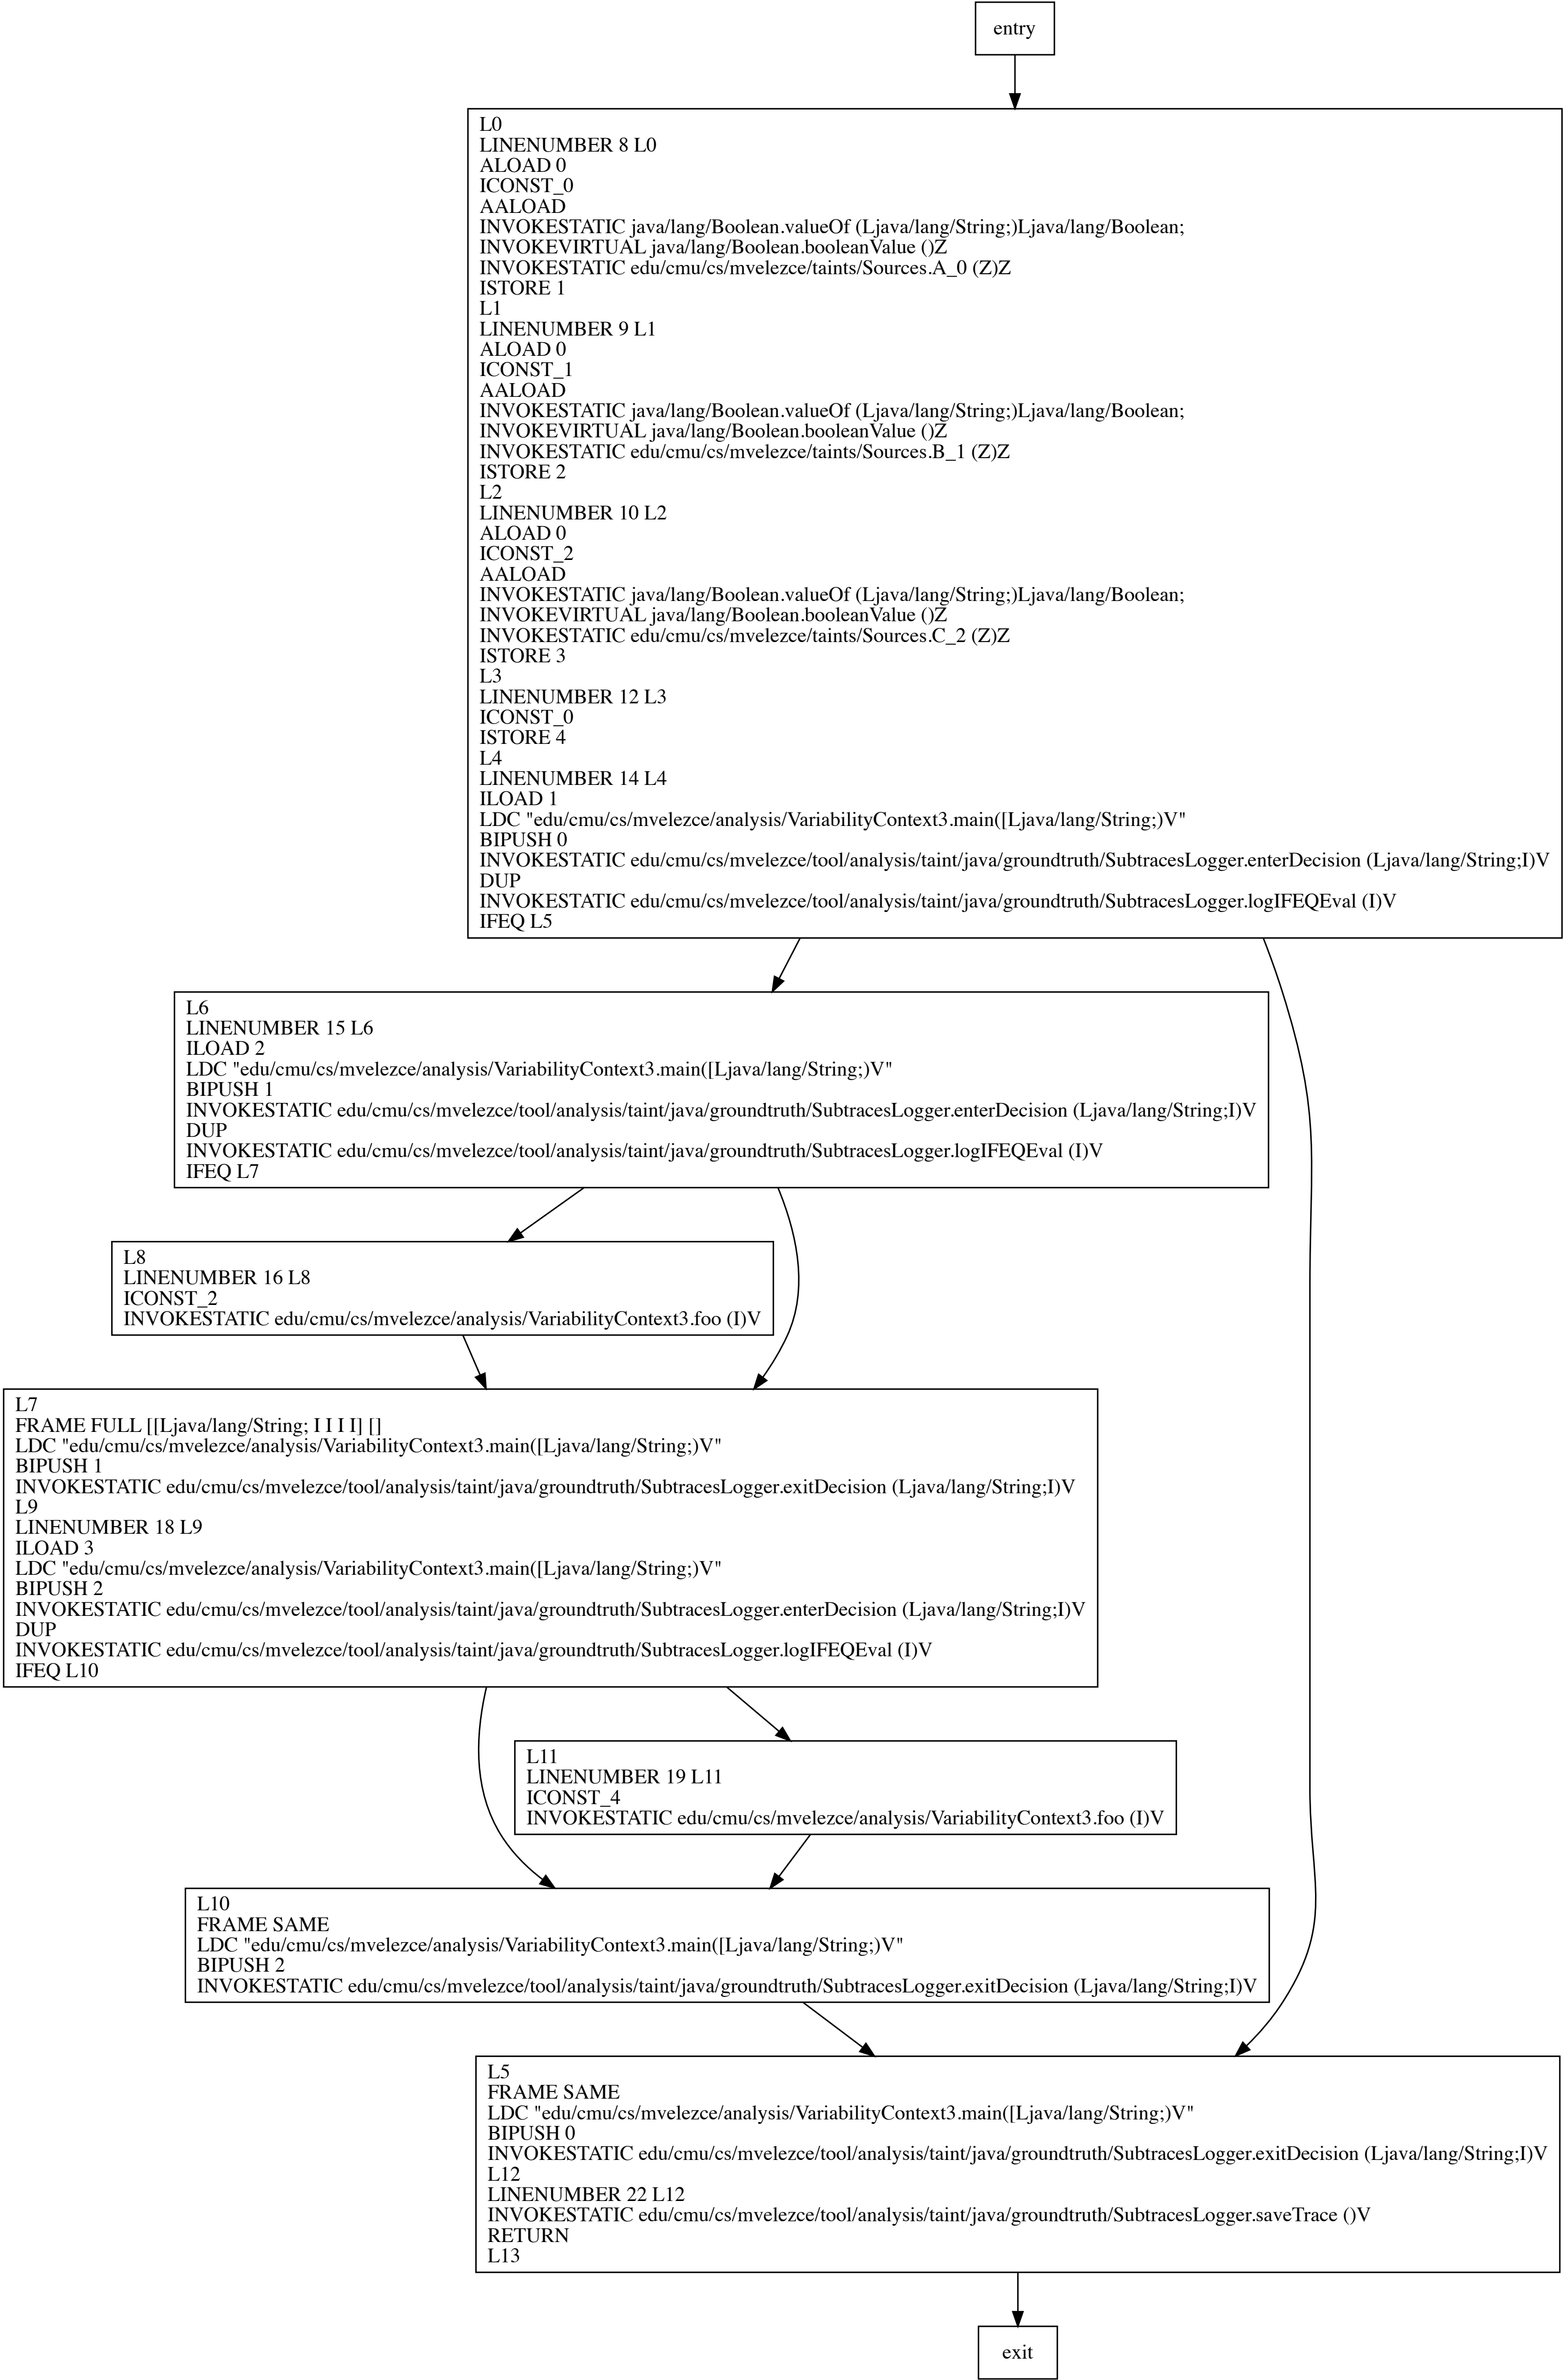 entry
L0
LINENUMBER 8 L0
ALOAD 0
ICONST_0
AALOAD
INVOKESTATIC java/lang/Boolean.valueOf (Ljava/lang/String;)Ljava/lang/Boolean;
INVOKEVIRTUAL java/lang/Boolean.booleanValue ()Z
INVOKESTATIC edu/cmu/cs/mvelezce/taints/Sources.A_0 (Z)Z
ISTORE 1
L1
LINENUMBER 9 L1
ALOAD 0
ICONST_1
AALOAD
INVOKESTATIC java/lang/Boolean.valueOf (Ljava/lang/String;)Ljava/lang/Boolean;
INVOKEVIRTUAL java/lang/Boolean.booleanValue ()Z
INVOKESTATIC edu/cmu/cs/mvelezce/taints/Sources.B_1 (Z)Z
ISTORE 2
L2
LINENUMBER 10 L2
ALOAD 0
ICONST_2
AALOAD
INVOKESTATIC java/lang/Boolean.valueOf (Ljava/lang/String;)Ljava/lang/Boolean;
INVOKEVIRTUAL java/lang/Boolean.booleanValue ()Z
INVOKESTATIC edu/cmu/cs/mvelezce/taints/Sources.C_2 (Z)Z
ISTORE 3
L3
LINENUMBER 12 L3
ICONST_0
ISTORE 4
L4
LINENUMBER 14 L4
ILOAD 1
LDC "edu/cmu/cs/mvelezce/analysis/VariabilityContext3.main([Ljava/lang/String;)V"
BIPUSH 0
INVOKESTATIC edu/cmu/cs/mvelezce/tool/analysis/taint/java/groundtruth/SubtracesLogger.enterDecision (Ljava/lang/String;I)V
DUP
INVOKESTATIC edu/cmu/cs/mvelezce/tool/analysis/taint/java/groundtruth/SubtracesLogger.logIFEQEval (I)V
IFEQ L5
L6
LINENUMBER 15 L6
ILOAD 2
LDC "edu/cmu/cs/mvelezce/analysis/VariabilityContext3.main([Ljava/lang/String;)V"
BIPUSH 1
INVOKESTATIC edu/cmu/cs/mvelezce/tool/analysis/taint/java/groundtruth/SubtracesLogger.enterDecision (Ljava/lang/String;I)V
DUP
INVOKESTATIC edu/cmu/cs/mvelezce/tool/analysis/taint/java/groundtruth/SubtracesLogger.logIFEQEval (I)V
IFEQ L7
L8
LINENUMBER 16 L8
ICONST_2
INVOKESTATIC edu/cmu/cs/mvelezce/analysis/VariabilityContext3.foo (I)V
L7
FRAME FULL [[Ljava/lang/String; I I I I] []
LDC "edu/cmu/cs/mvelezce/analysis/VariabilityContext3.main([Ljava/lang/String;)V"
BIPUSH 1
INVOKESTATIC edu/cmu/cs/mvelezce/tool/analysis/taint/java/groundtruth/SubtracesLogger.exitDecision (Ljava/lang/String;I)V
L9
LINENUMBER 18 L9
ILOAD 3
LDC "edu/cmu/cs/mvelezce/analysis/VariabilityContext3.main([Ljava/lang/String;)V"
BIPUSH 2
INVOKESTATIC edu/cmu/cs/mvelezce/tool/analysis/taint/java/groundtruth/SubtracesLogger.enterDecision (Ljava/lang/String;I)V
DUP
INVOKESTATIC edu/cmu/cs/mvelezce/tool/analysis/taint/java/groundtruth/SubtracesLogger.logIFEQEval (I)V
IFEQ L10
L11
LINENUMBER 19 L11
ICONST_4
INVOKESTATIC edu/cmu/cs/mvelezce/analysis/VariabilityContext3.foo (I)V
L10
FRAME SAME
LDC "edu/cmu/cs/mvelezce/analysis/VariabilityContext3.main([Ljava/lang/String;)V"
BIPUSH 2
INVOKESTATIC edu/cmu/cs/mvelezce/tool/analysis/taint/java/groundtruth/SubtracesLogger.exitDecision (Ljava/lang/String;I)V
L5
FRAME SAME
LDC "edu/cmu/cs/mvelezce/analysis/VariabilityContext3.main([Ljava/lang/String;)V"
BIPUSH 0
INVOKESTATIC edu/cmu/cs/mvelezce/tool/analysis/taint/java/groundtruth/SubtracesLogger.exitDecision (Ljava/lang/String;I)V
L12
LINENUMBER 22 L12
INVOKESTATIC edu/cmu/cs/mvelezce/tool/analysis/taint/java/groundtruth/SubtracesLogger.saveTrace ()V
RETURN
L13
exit